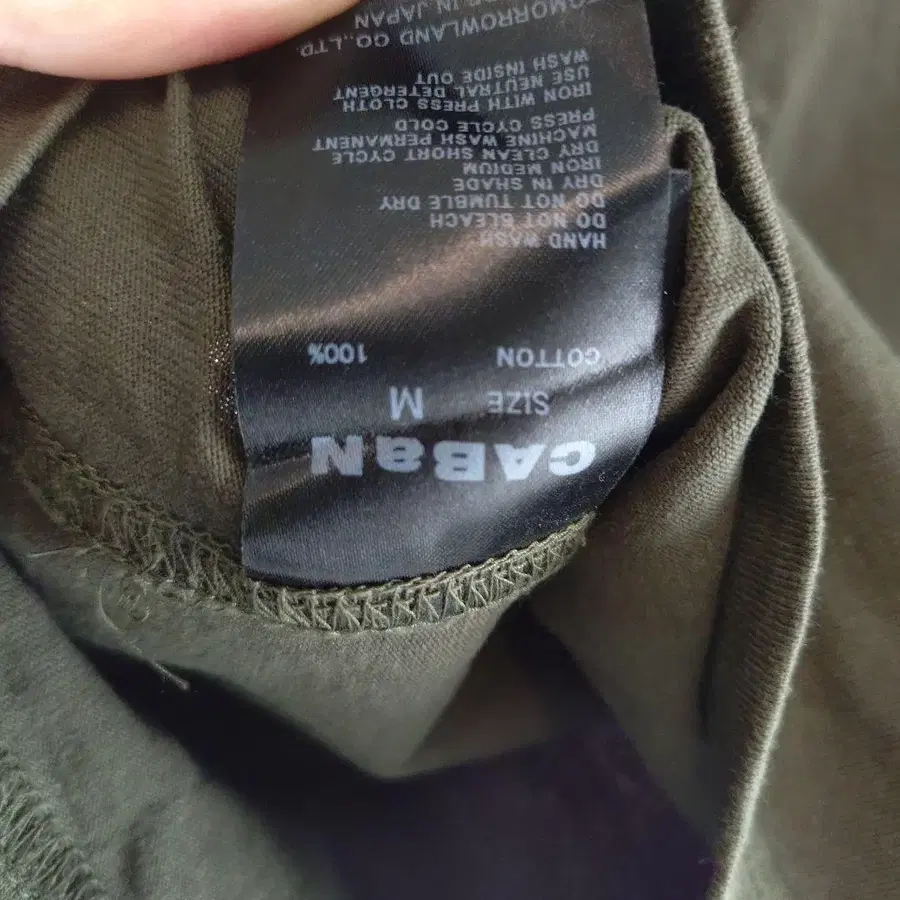 CABaN
SIZE M
COTTON 100%
HAND WASH
DO NOT BLEACH
DO NOT TUMBLE DRY
DRY IN SHADE
IRON MEDIUM
DRY CLEAN SHORT CYCLE
MACHINE WASH PERMANENT
PRESS CYCLE COLD
IRON WITH PRESS CLOTH
USE NEUTRAL DETERGENT
WASH INSIDE OUT
TOMORROWLAND CO.,LTD.
IN JAPAN